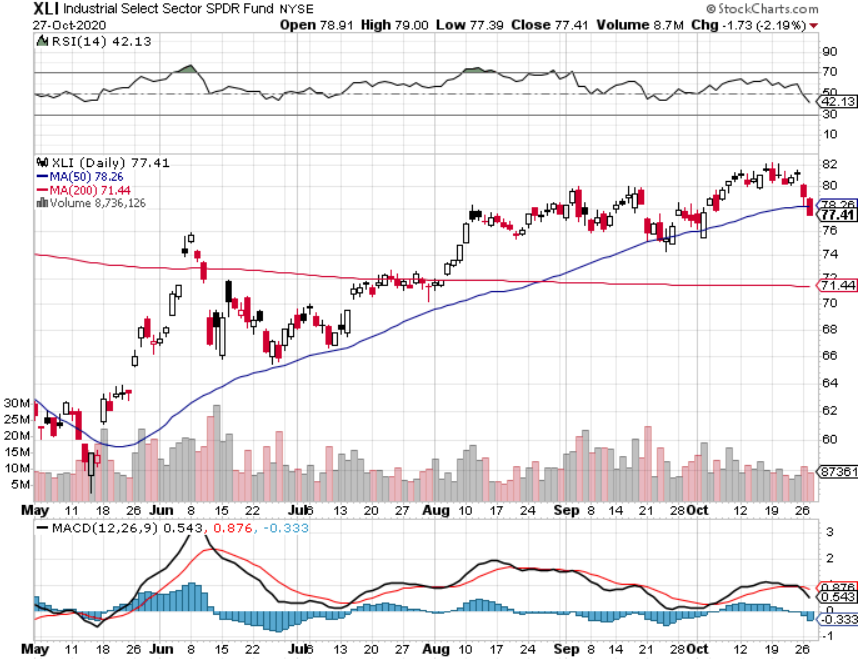 XLI Industrial Select Sector SPDR Fund NYSE
© StockCharts.com
27-Oct-2020
Open 78.91 High 79.00 Low 77.39 Close 77.41 Volume 8.7M Chg -1.73 (-2.19%)
RSI(14) 42.13
90
70
50
42.13
30
10
XLI (Daily) 77.41
MA(50) 78.26
MA(200) 71.44
Volume 8,736,126
82
80
78.26
77.41
76
74
72
71.44
70
68
66
64
62
60
30M
25M
20M
15M
10M
5M
87361
May 11 18 26 Jun 8 15 22 Jul 6 13 20 27 Aug 10 17 24 Sep 8 14 21 28 Oct 12 19 26
MACD(12,26,9) 0.543, 0.876, -0.333
3
2
1
0.876
0.543
0
-0.333
-1
May 11 18 26 Jun 8 15 22 Jul 6 13 20 27 Aug 10 17 24 Sep 8 14 21 28 Oct 12 19 26